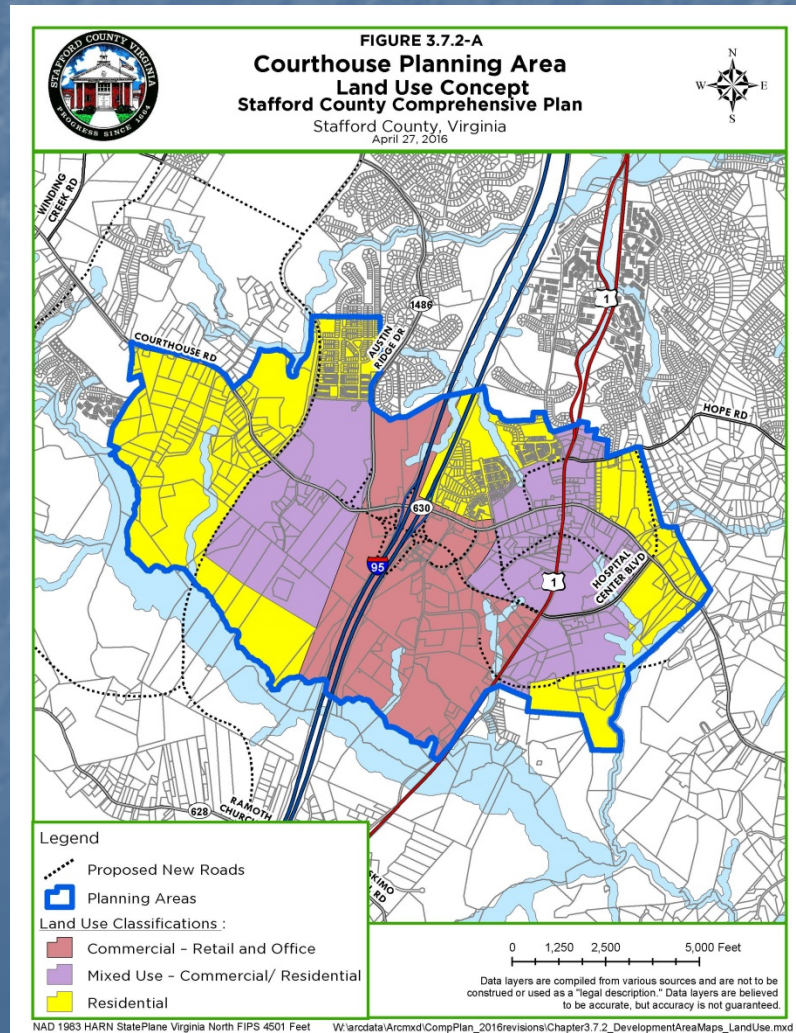 FIGURE 3.7.2-A
Courthouse Planning Area
Land Use Concept
Stafford County Comprehensive Plan
Stafford County, Virginia
April 27, 2016
STAFFORD COUNTY VIRGINIA
PROGRESS SINCE 1664
N
W E
S
WINDING
CREEK RD
COURTHOUSE RD
AUSTIN
RIDGE DR
1486
1
HOPE RD
630
95
1
HOSPITAL
CENTER BLVD
628
RAMOTH
CHURCH
SKIMO
RD
Legend
Proposed New Roads
Planning Areas
Land Use Classifications :
Commercial - Retail and Office
Mixed Use - Commercial/ Residential
Residential
0 1,250 2,500 5,000 Feet
Data layers are compiled from various sources and are not to be
construed or used as a "legal description." Data layers are believed
to be accurate, but accuracy is not guaranteed.
NAD 1983 HARN StatePlane Virginia North FIPS 4501 Feet
W:\arcdata\Arcmxd\CompPlan_2016revisions\Chapter3.7.2_DevelopmentAreaMaps_LandUse.mxd